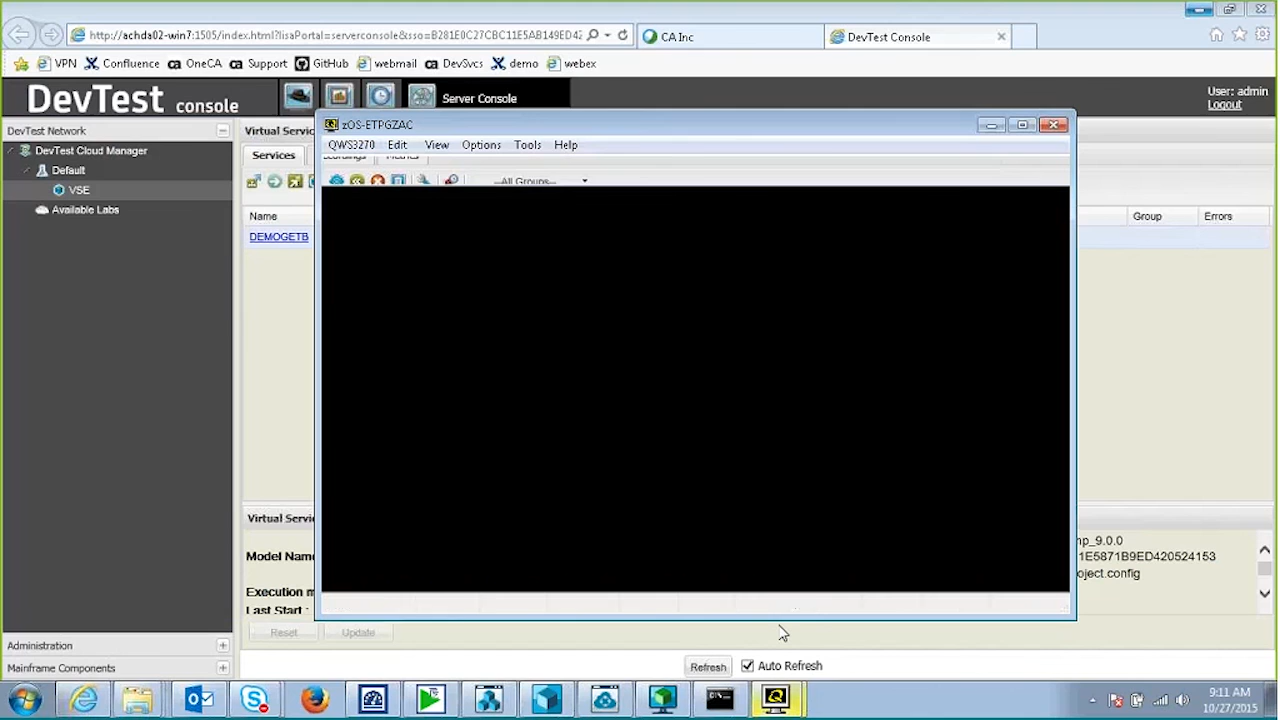 http://achda02-win7:1505/index.html?lisaPortal=serverconsole&sso=B281E0C27CBC11E5AB149ED42
CA Inc
DevTest Console
VPN
Confluence
OneCA
Support
GitHub
webmail
DevSvcs
demo
webex
DevTest console
Server Console
User: admin
Logout
DevTest Network
DevTest Cloud Manager
Default
VSE
Available Labs
Administration
Mainframe Components
Virtual Servic
Services
Name
Group
Errors
DEMOGETB
zOS-ETPGZAC
QWS3270
Edit
View
Options
Tools
Help
Metrics
--All Groups--
Virtual Servi
Model Nam
Execution m
Last Start :
np_9.0.0
1E5871B9ED420524153
oject.config
Reset
Update
Refresh
Auto Refresh
9:11 AM
10/27/2015